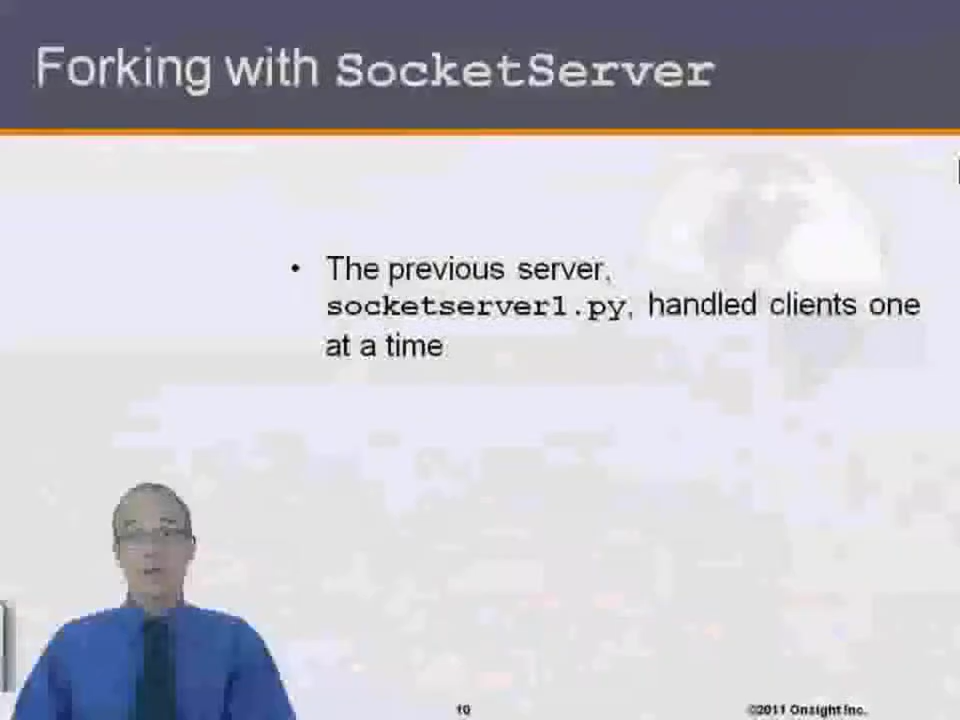 Forking with SocketServer
• The previous server,
socketserver1.py, handled clients one
at a time
10
©2011 Onsight Inc.